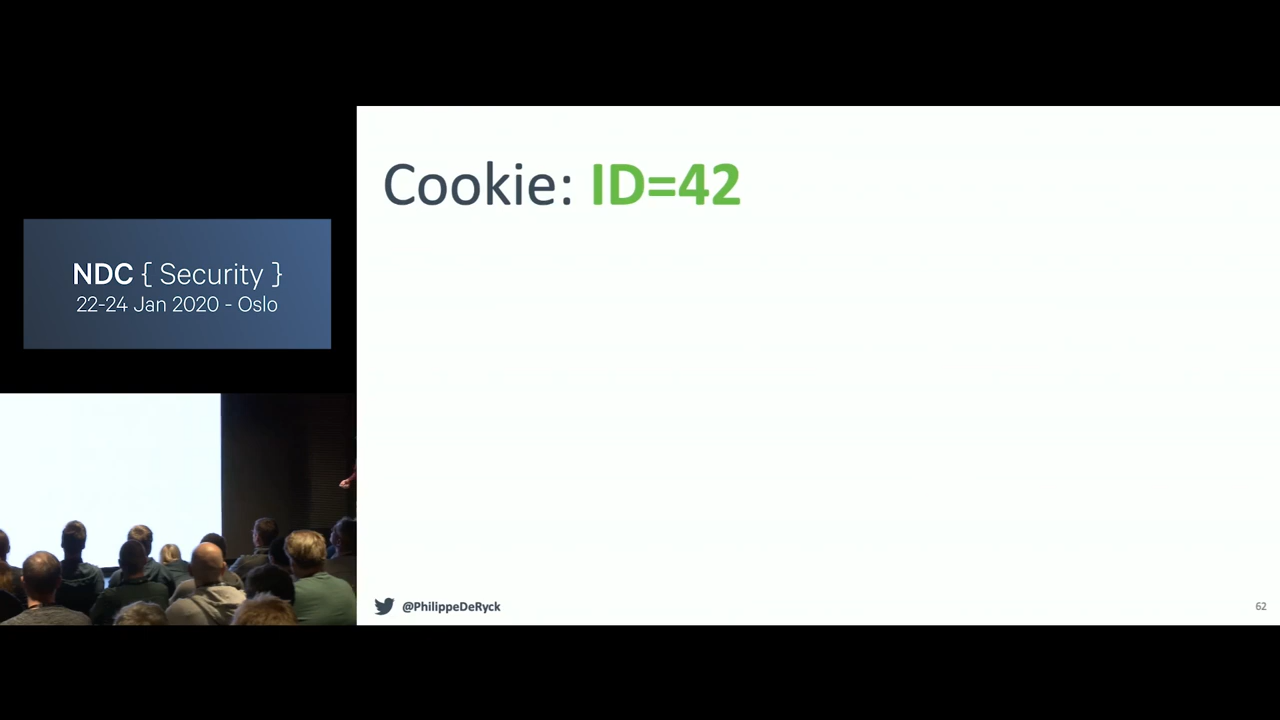 Cookie: ID=42
NDC { Security }
22-24 Jan 2020 - Oslo
@PhilippeDeRyck
62